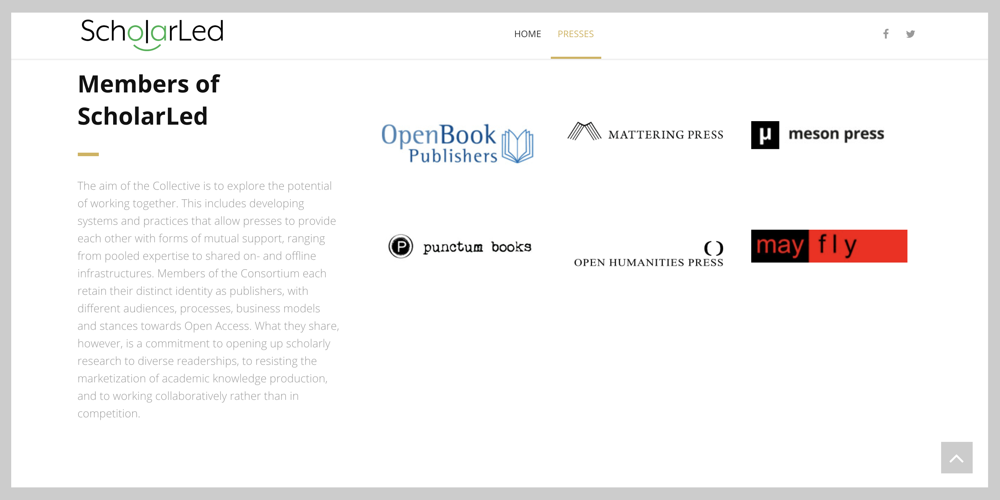 ScholarLed
HOME PRESSES
Members of
ScholarLed
The aim of the Collective is to explore the potential
of working together. This includes developing
systems and practices that allow presses to provide
each other with forms of mutual support, ranging
from pooled expertise to shared on- and offline
infrastructures. Members of the Consortium each
retain their distinct identity as publishers, with
different audiences, processes, business models
and stances towards Open Access. What they share,
however, is a commitment to opening up scholarly
research to diverse readerships, to resisting the
marketization of academic knowledge production,
and to working collaboratively rather than in
competition.
OpenBook
Publishers
MATTERING PRESS
µ meson press
P punctum books
()
OPEN HUMANITIES PRESS
may fly